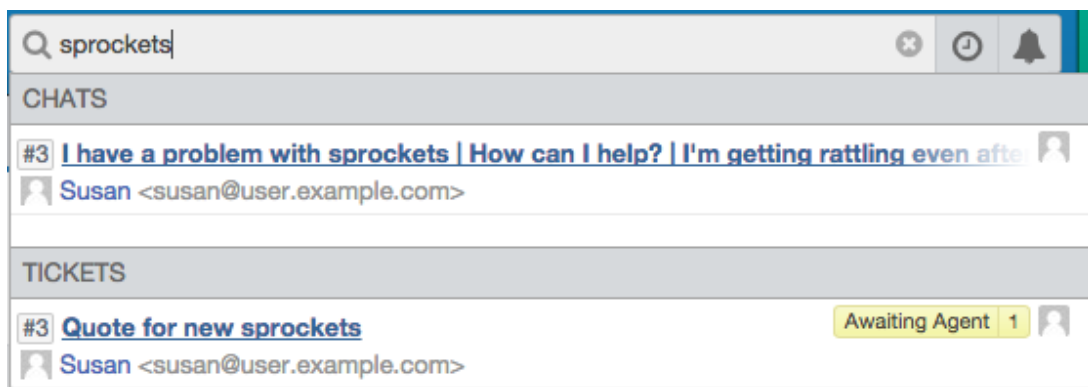 sprockets
CHATS
#3 I have a problem with sprockets | How can I help? | I'm getting rattling even after
Susan <susan@user.example.com>
TICKETS
#3 Quote for new sprockets Awaiting Agent 1
Susan <susan@user.example.com>